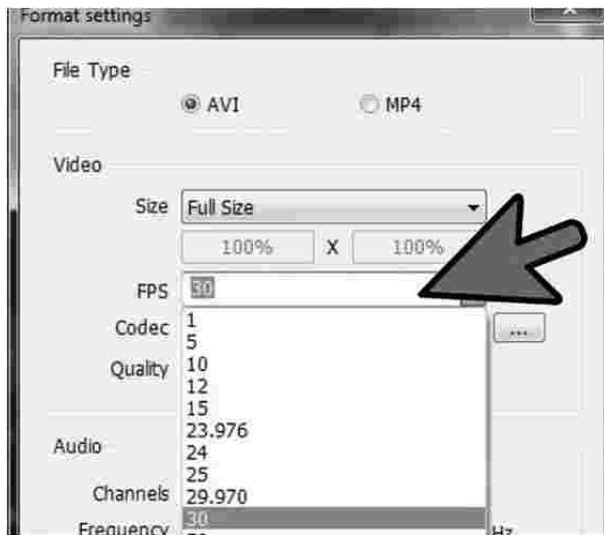 Format settings
File Type
AVI
MP4
Video
Size Full Size
100% X 100%
FPS 30
Codec 1
...
5
Quality 10
12
15
23.976
Audio 24
25
Channels 29.970
30
Frequency
Hz